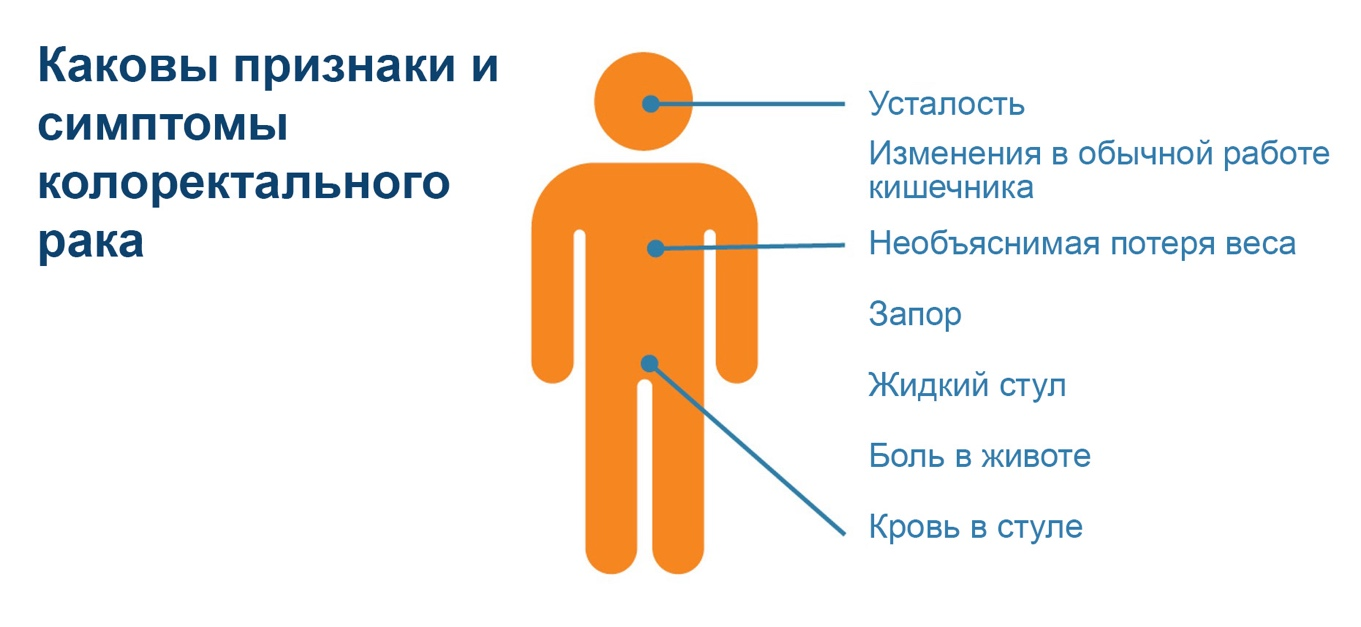 Каковы признаки и
симптомы
колоректального
рака
Усталость
Изменения в обычной работе
кишечника
Необъяснимая потеря веса
Запор
Жидкий стул
Боль в животе
Кровь в стуле